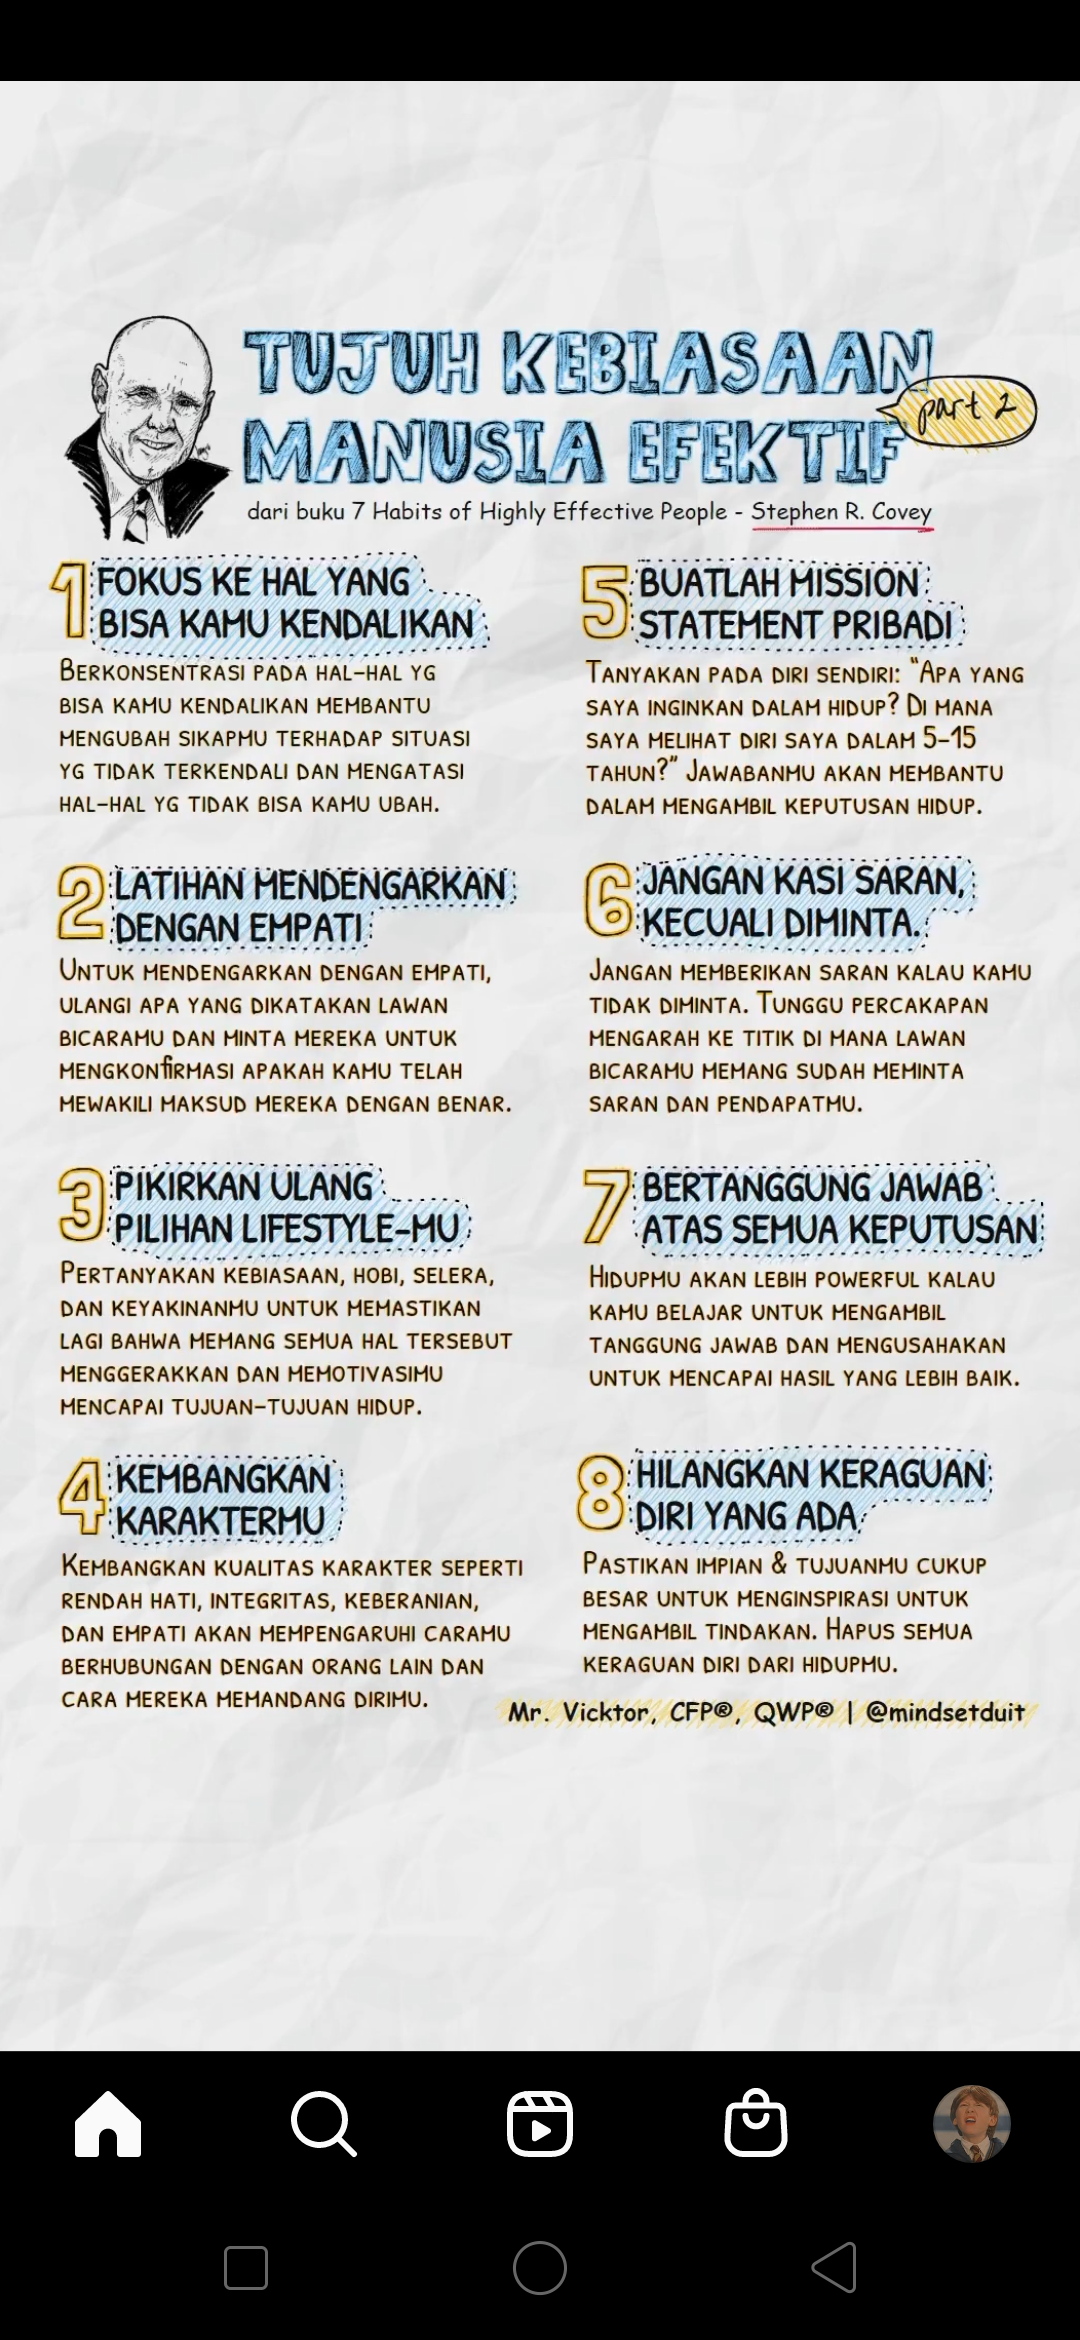 TUJUH KEBIASAAN
MANUSIA EFEKTIF
part 2
dari buku 7 Habits of Highly Effective People - Stephen R. Covey
1 FOKUS KE HAL YANG
BISA KAMU KENDALIKAN
BERKONSENTRASI PADA HAL-HAL YG
BISA KAMU KENDALIKAN MEMBANTU
MENGUBAH SIKAPMU TERHADAP SITUASI
YG TIDAK TERKENDALI DAN MENGATASI
HAL-HAL YG TIDAK BISA KAMU UBAH.
2 LATIHAN MENDENGARKAN
DENGAN EMPATI
UNTUK MENDENGARKAN DENGAN EMPATI,
ULANGI APA YANG DIKATAKAN LAWAN
BICARAMU DAN MINTA MEREKA UNTUK
MENGKONfiRMASI APAKAH KAMU TELAH
MEWAKILI MAKSUD MEREKA DENGAN BENAR.
3 PIKIRKAN ULANG
PILIHAN LIFESTYLE-MU
PERTANYAKAN KEBIASAAN, HOBI, SELERA,
DAN KEYAKINANMU UNTUK MEMASTIKAN
LAGI BAHWA MEMANG SEMUA HAL TERSEBUT
MENGGERAKKAN DAN MEMOTIVASIMU
MENCAPAI TUJUAN-TUJUAN HIDUP.
4 KEMBANGKAN
KARAKTERMU
KEMBANGKAN KUALITAS KARAKTER SEPERTI
RENDAH HATI, INTEGRITAS, KEBERANIAN,
DAN EMPATI AKAN MEMPENGARUHI CARAMU
BERHUBUNGAN DENGAN ORANG LAIN DAN
CARA MEREKA MEMANDANG DIRIMU.
5 BUATLAH MISSION
STATEMENT PRIBADI
TANYAKAN PADA DIRI SENDIRI: "APA YANG
SAYA INGINKAN DALAM HIDUP? DI MANA
SAYA MELIHAT DIRI SAYA DALAM 5-15
TAHUN?" JAWABANMU AKAN MEMBANTU
DALAM MENGAMBIL KEPUTUSAN HIDUP.
6 JANGAN KASI SARAN,
KECUALI DIMINTA.
JANGAN MEMBERIKAN SARAN KALAU KAMU
TIDAK DIMINTA. TUNGGU PERCAKAPAN
MENGARAH KE TITIK DI MANA LAWAN
BICARAMU MEMANG SUDAH MEMINTA
SARAN DAN PENDAPATMU.
7 BERTANGGUNG JAWAB
ATAS SEMUA KEPUTUSAN
HIDUPMU AKAN LEBIH POWERFUL KALAU
KAMU BELAJAR UNTUK MENGAMBIL
TANGGUNG JAWAB DAN MENGUSAHAKAN
UNTUK MENCAPAI HASIL YANG LEBIH BAIK.
8 HILANGKAN KERAGUAN
DIRI YANG ADA
PASTIKAN IMPIAN & TUJUANMU CUKUP
BESAR UNTUK MENGINSPIRASI UNTUK
MENGAMBIL TINDAKAN. HAPUS SEMUA
KERAGUAN DIRI DARI HIDUPMU.
Mr. Vicktor, CFP®, QWP® | @mindsetduit